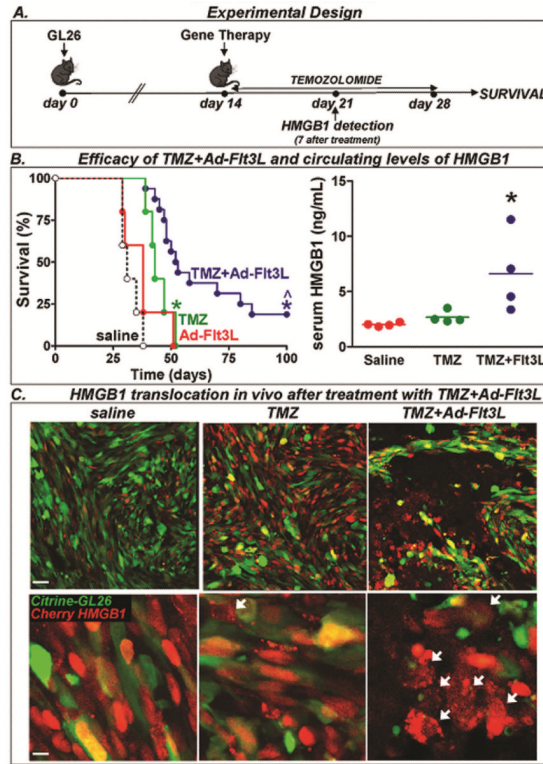 A. Experimental Design
GL26 Gene Therapy
TEMOZOLOMIDE
SURVIVAL
day 0 day 14 day 21 day 28
HMGB1 detection
(7 after treatment)
B. Efficacy of TMZ+Ad-Flt3L and circulating levels of HMGB1
Survival (%)
100
75
50
25
0
TMZ+Ad-Flt3L
^
*
*
TMZ
saline
Ad-Flt3L
0 25 50 75 100
Time (days)
serum HMGB1 (ng/mL)
15
10
5
0
*
Saline TMZ TMZ+Flt3L
C. HMGB1 translocation in vivo after treatment with TMZ+Ad-Flt3L
saline TMZ TMZ+Ad-Flt3L
Citrine-GL26
Cherry HMGB1